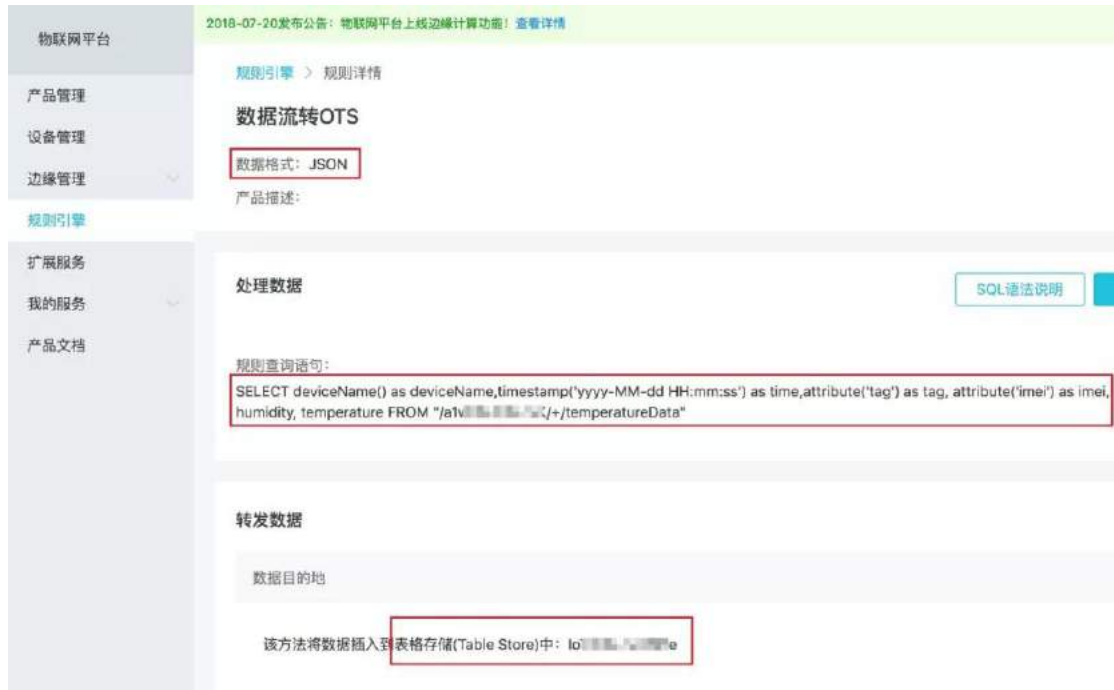 物联网平台
产品管理
设备管理
边缘管理
规则引擎
扩展服务
我的服务
产品文档
2018-07-20发布公告：物联网平台上线边缘计算功能！查看详情
规则引擎 > 规则详情
数据流转OTS
数据格式：JSON
产品描述：
处理数据
SQL语法说明
规则查询语句：
SELECT deviceName() as deviceName,timestamp('yyyy-MM-dd HH:mm:ss') as time,attribute('tag') as tag, attribute('imei') as imei,
humidity, temperature FROM "/a1 /+/temperatureData"
转发数据
数据目的地
该方法将数据插入到表格存储(Table Store)中：